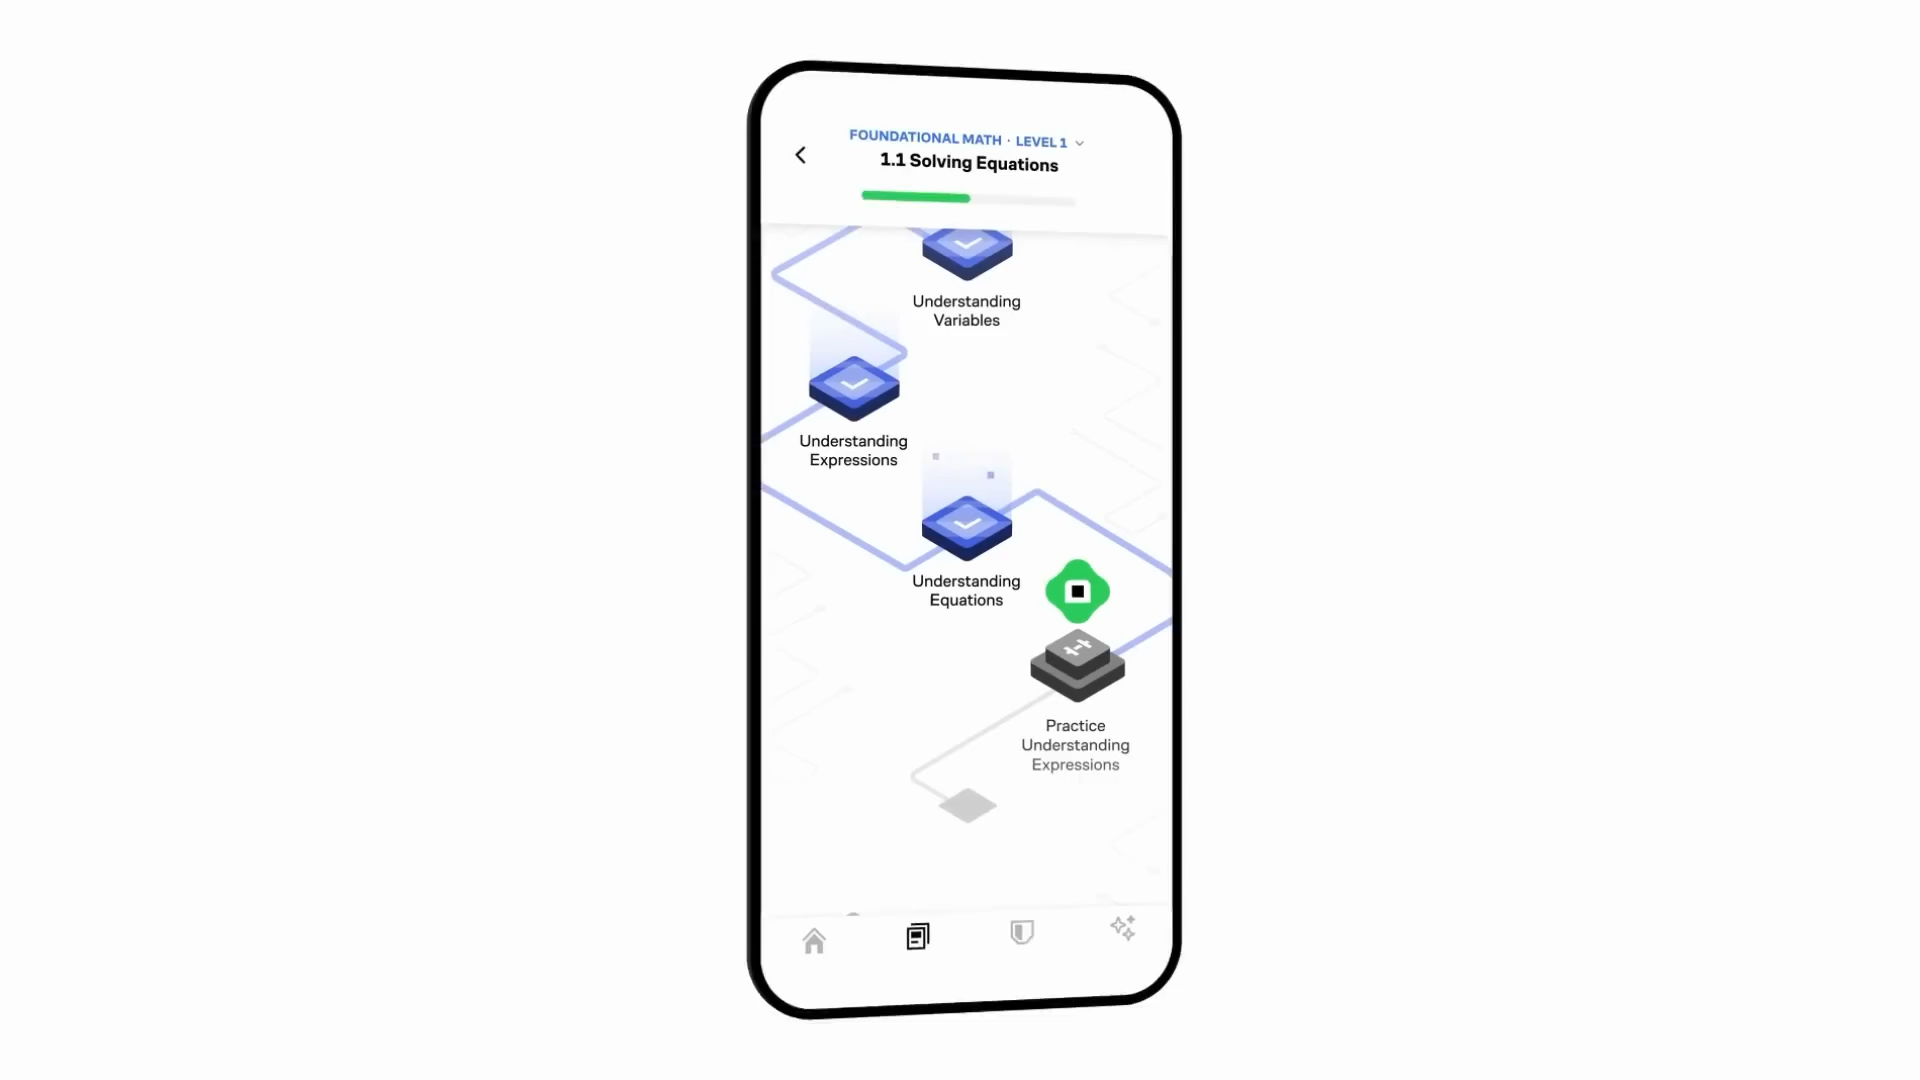 FOUNDATIONAL MATH · LEVEL 1
1.1 Solving Equations
Understanding
Variables
Understanding
Expressions
Understanding
Equations
Practice
Understanding
Expressions